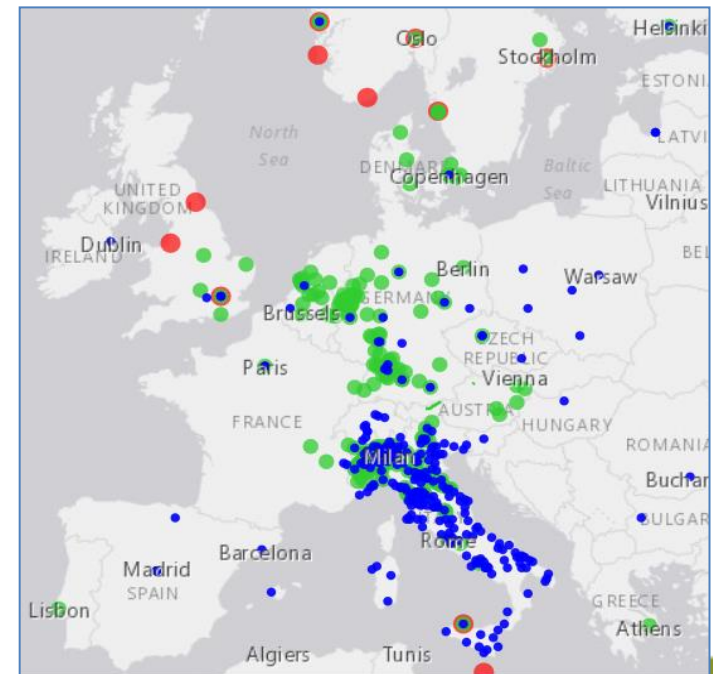 Helsinki
Oslo
Stockholm
ESTONI
North
Sea
LATVI
DENMARK
Copenhagen
Baltic
Sea
LITHUANIA
Vilnius
UNITED
KINGDOM
Dublin
IRELAND
BEL
Berlin
Warsaw
GERMANY
Brussels
CZECH
REPUBLIC
Paris
Vienna
AUSTRIA
HUNGARY
FRANCE
ROMANIA
Milan
Buchar
BULGAR
Rome
Barcelona
Madrid
SPAIN
Lisbon
GREECE
Athens
Algiers
Tunis